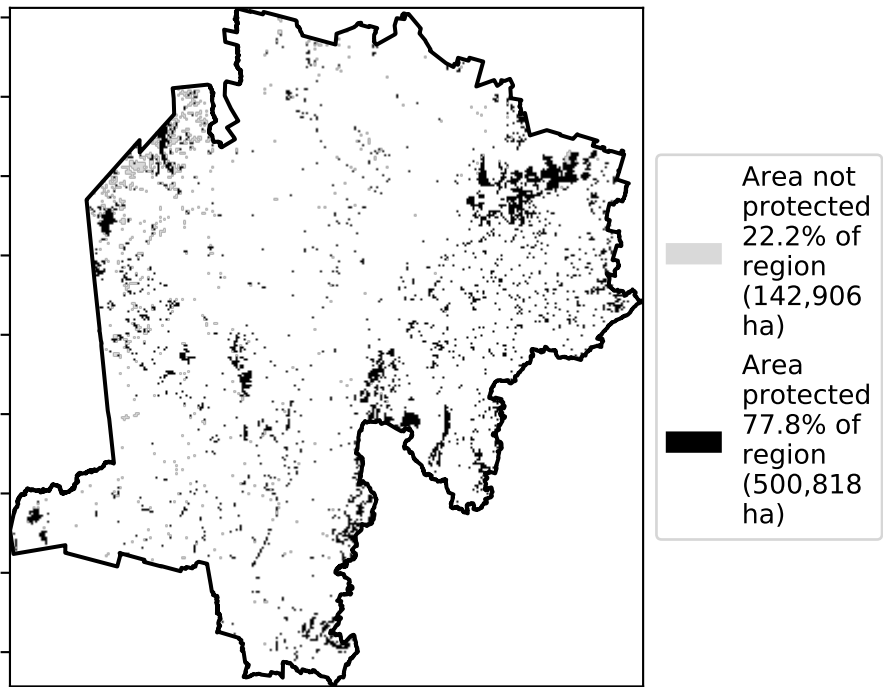 Area not
protected
22.2% of
region
(142,906
ha)
Area
protected
77.8% of
region
(500,818
ha)